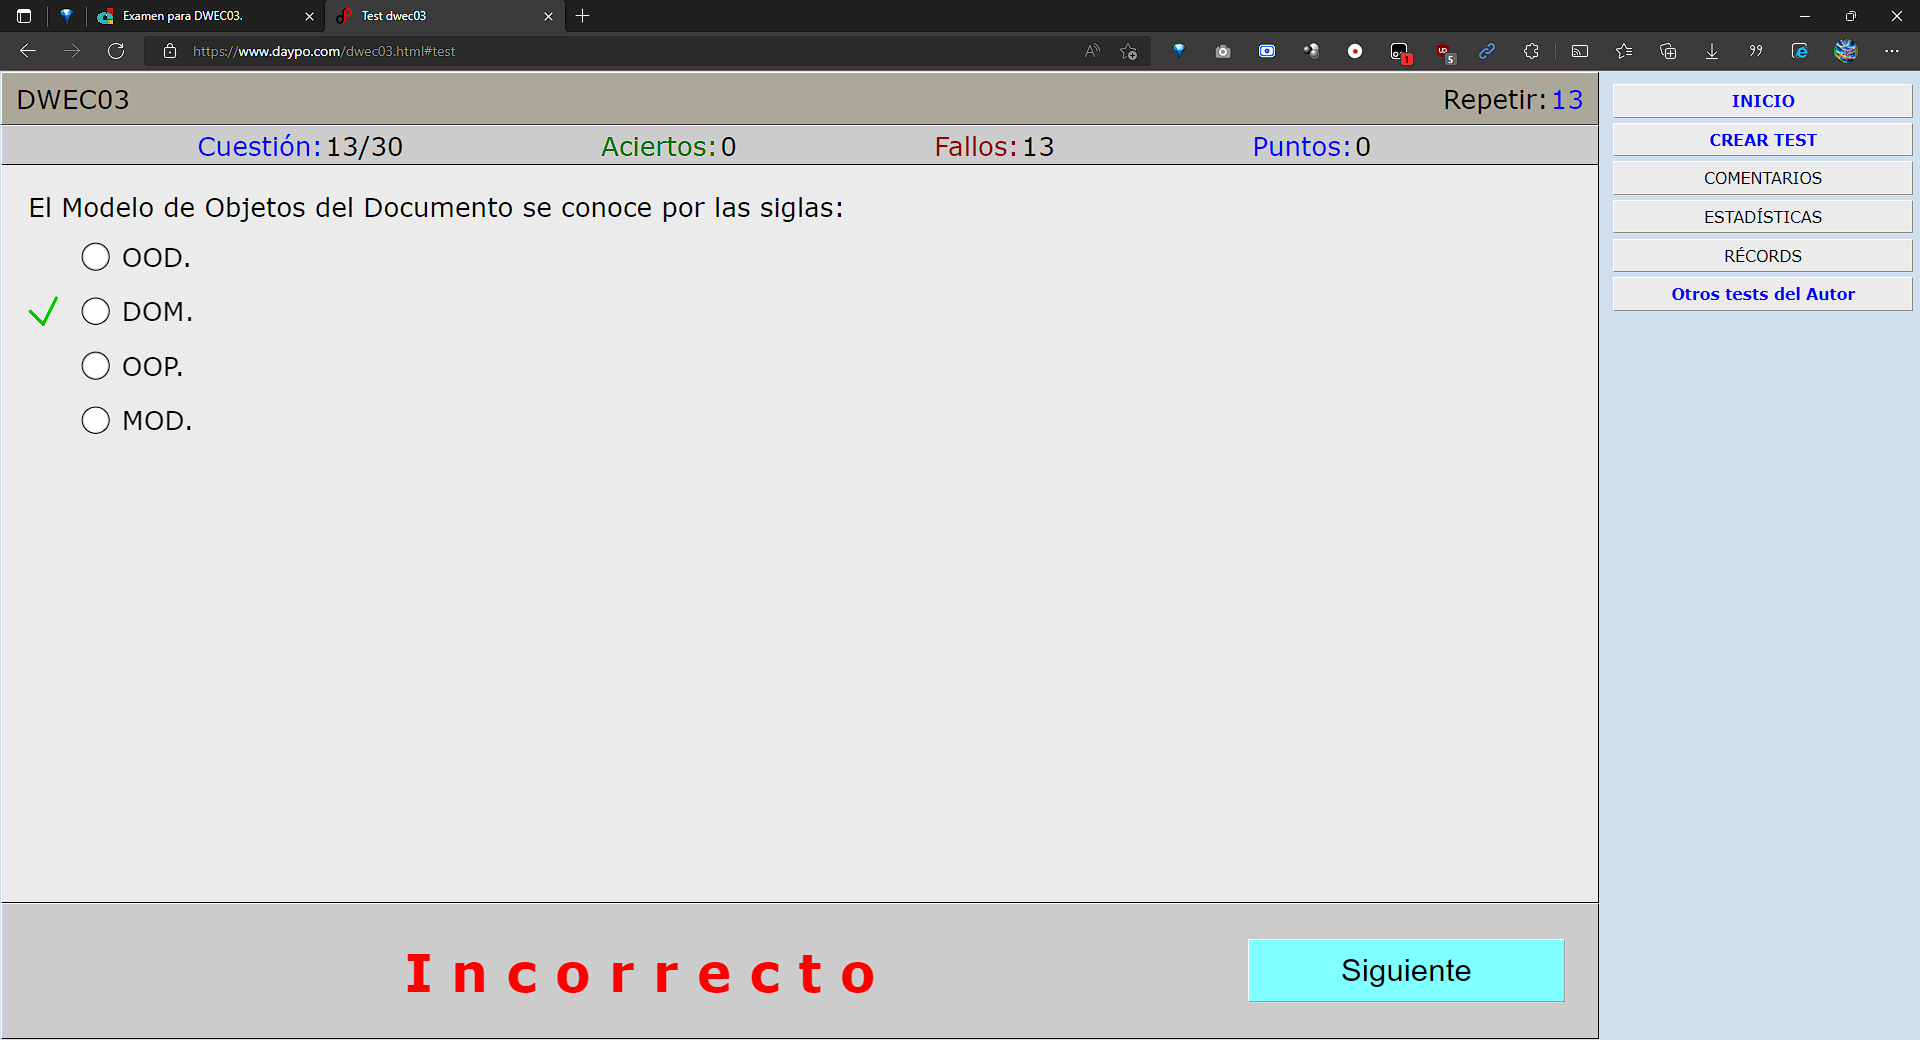 Examen para DWEC03.
Test dwec03
https://www.daypo.com/dwec03.html#test
1
5
DWEC03
Repetir: 13
Cuestión: 13/30
Aciertos: 0
Fallos: 13
Puntos: 0
El Modelo de Objetos del Documento se conoce por las siglas:
OOD.
DOM.
OOP.
MOD.
Incorrecto
Siguiente
INICIO
CREAR TEST
COMENTARIOS
ESTADÍSTICAS
RÉCORDS
Otros tests del Autor